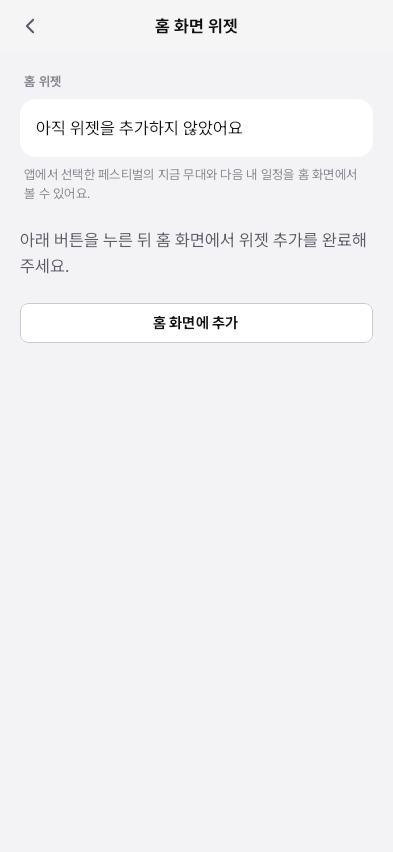 홈 화면 위젯
홈 위젯
아직 위젯을 추가하지 않았어요
앱에서 선택한 페스티벌의 지금 무대와 다음 내 일정을 홈 화면에서
볼 수 있어요.
아래 버튼을 누른 뒤 홈 화면에서 위젯 추가를 완료해
주세요.
홈 화면에 추가